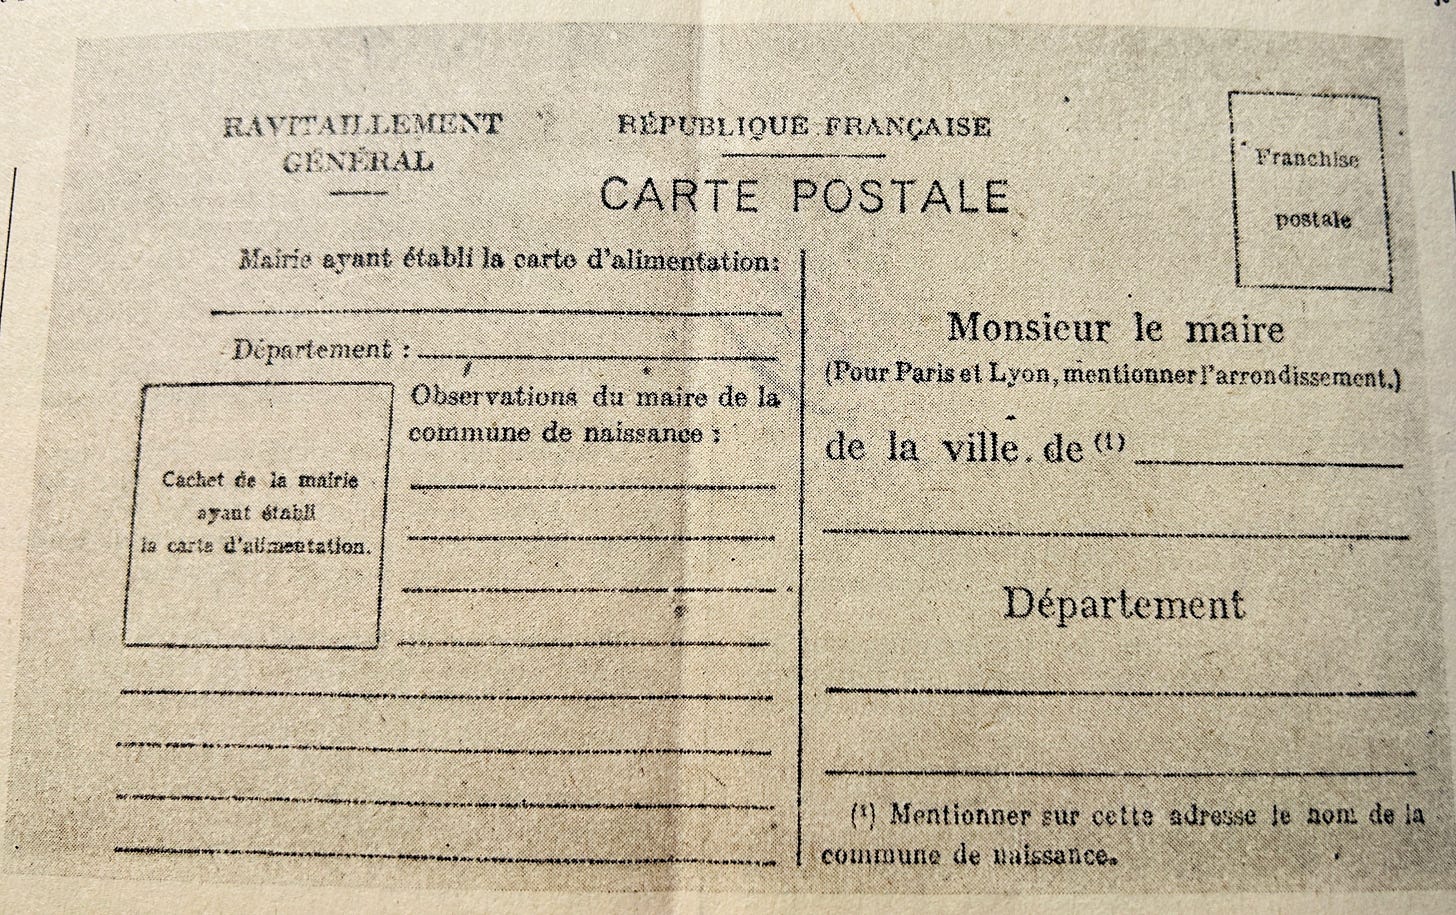 RAVITAILLEMENT
GÉNÉRAL
RÉPUBLIQUE FRANÇAISE
CARTE POSTALE
Franchise
postale
Mairie ayant établi la carte d'alimentation:
Département :
Cachet de la mairie
ayant établi
la carte d'alimentation.
Observations du maire de la
commune de naissance :
Monsieur le maire
(Pour Paris et Lyon, mentionner l'arrondissement.)
de la ville de (1)
Département
(1) Mentionner sur cette adresse le nom de la
commune de naissance.